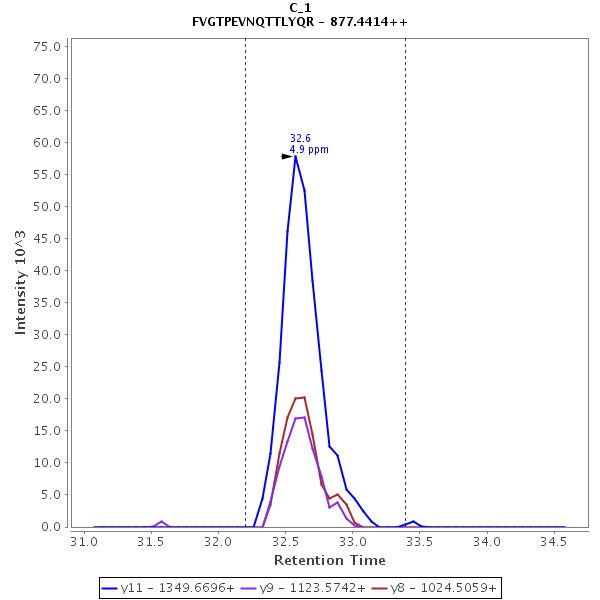 C_1
FVGTPEVNQTTLYQR - 877.4414++
75.0
70.0
65.0
60.0
55.0
50.0
45.0
40.0
35.0
30.0
25.0
20.0
15.0
10.0
5.0
0.0
Intensity 10^3
32.6
4.9 ppm
31.0 31.5 32.0 32.5 33.0 33.5 34.0 34.5
Retention Time
y11 - 1349.6696+ y9 - 1123.5742+ y8 - 1024.5059+